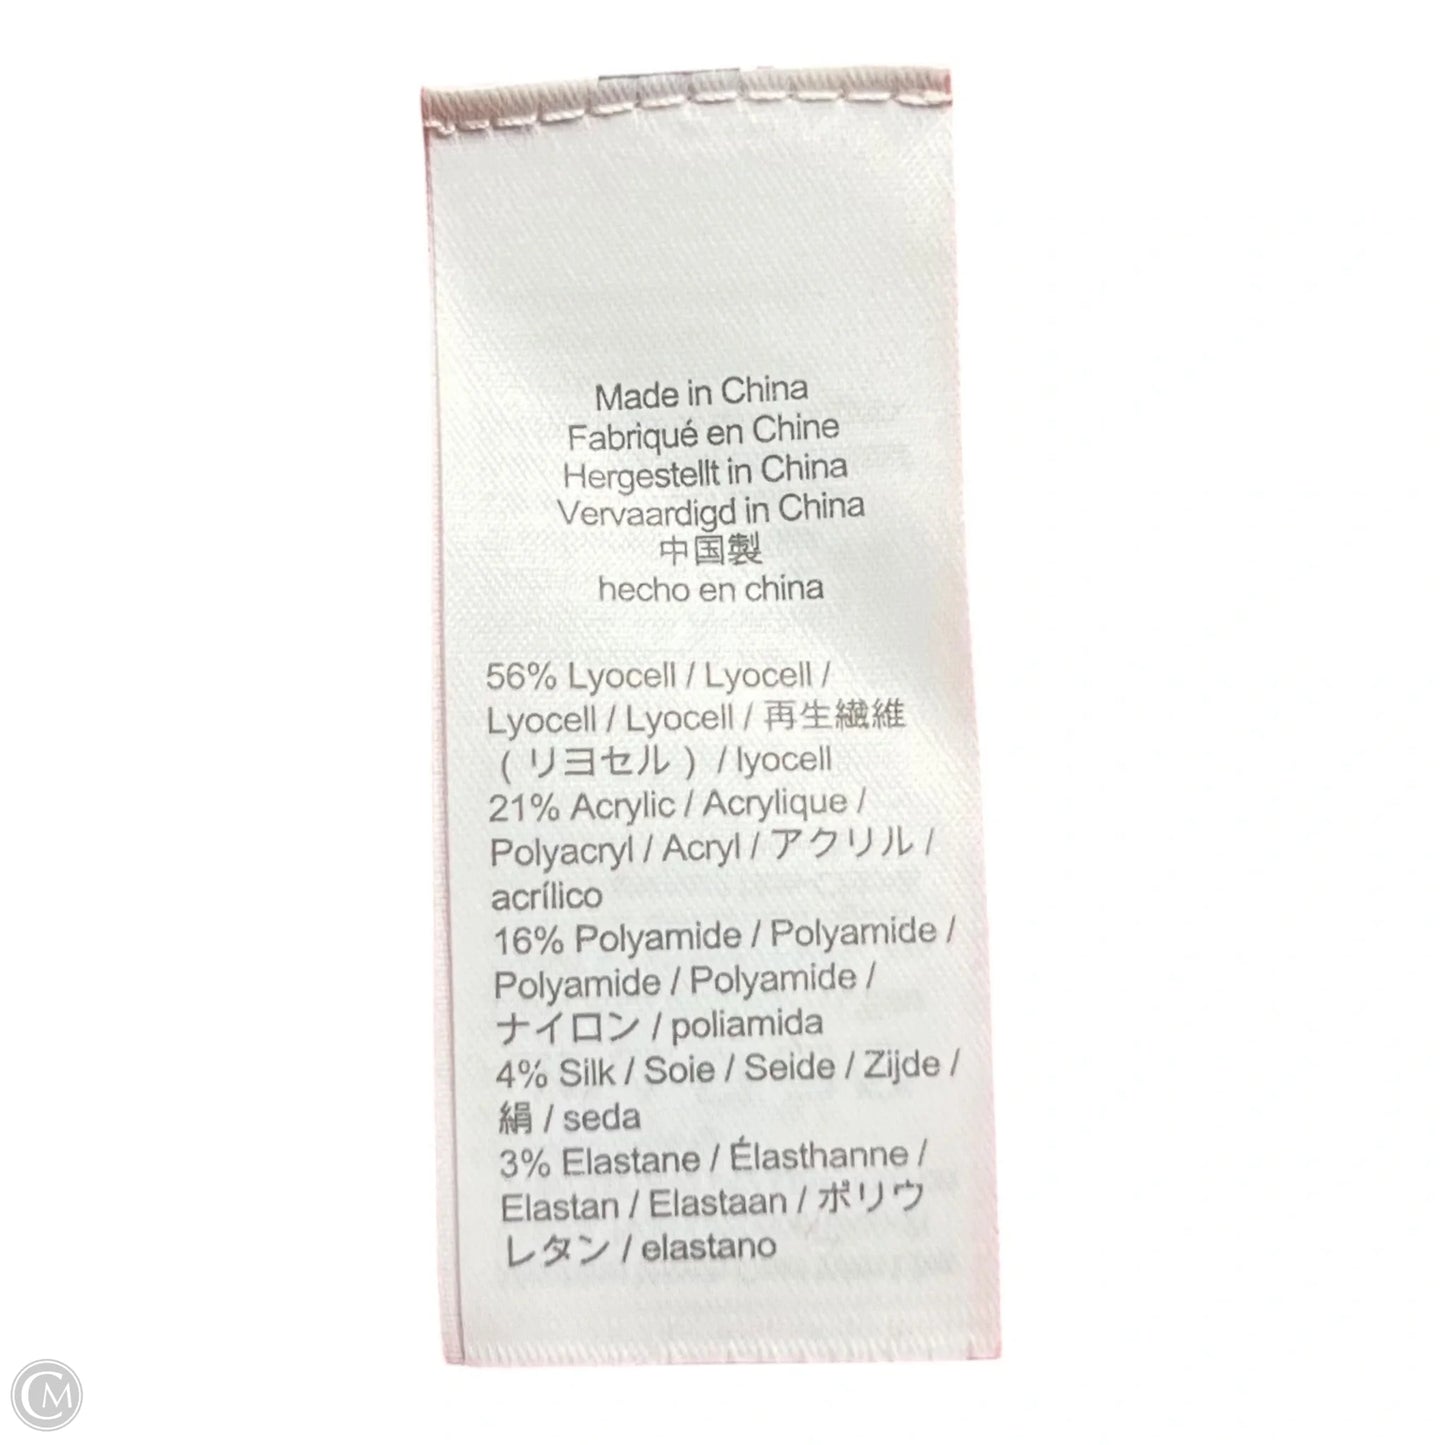 Made in China
Fabriqué en Chine
Hergestellt in China
Vervaardigd in China
中国製
hecho en china
56% Lyocell / Lyocell /
Lyocell / Lyocell / 再生繊維
( リヨセル ) / lyocell
21% Acrylic / Acrylique /
Polyacryl / Acryl / アクリル /
acrílico
16% Polyamide / Polyamide /
Polyamide / Polyamide /
ナイロン / poliamida
4% Silk / Soie / Seide / Zijde /
絹 / seda
3% Elastane / Élasthanne /
Elastan / Elastaan / ポリウ
レタン / elastano
CM